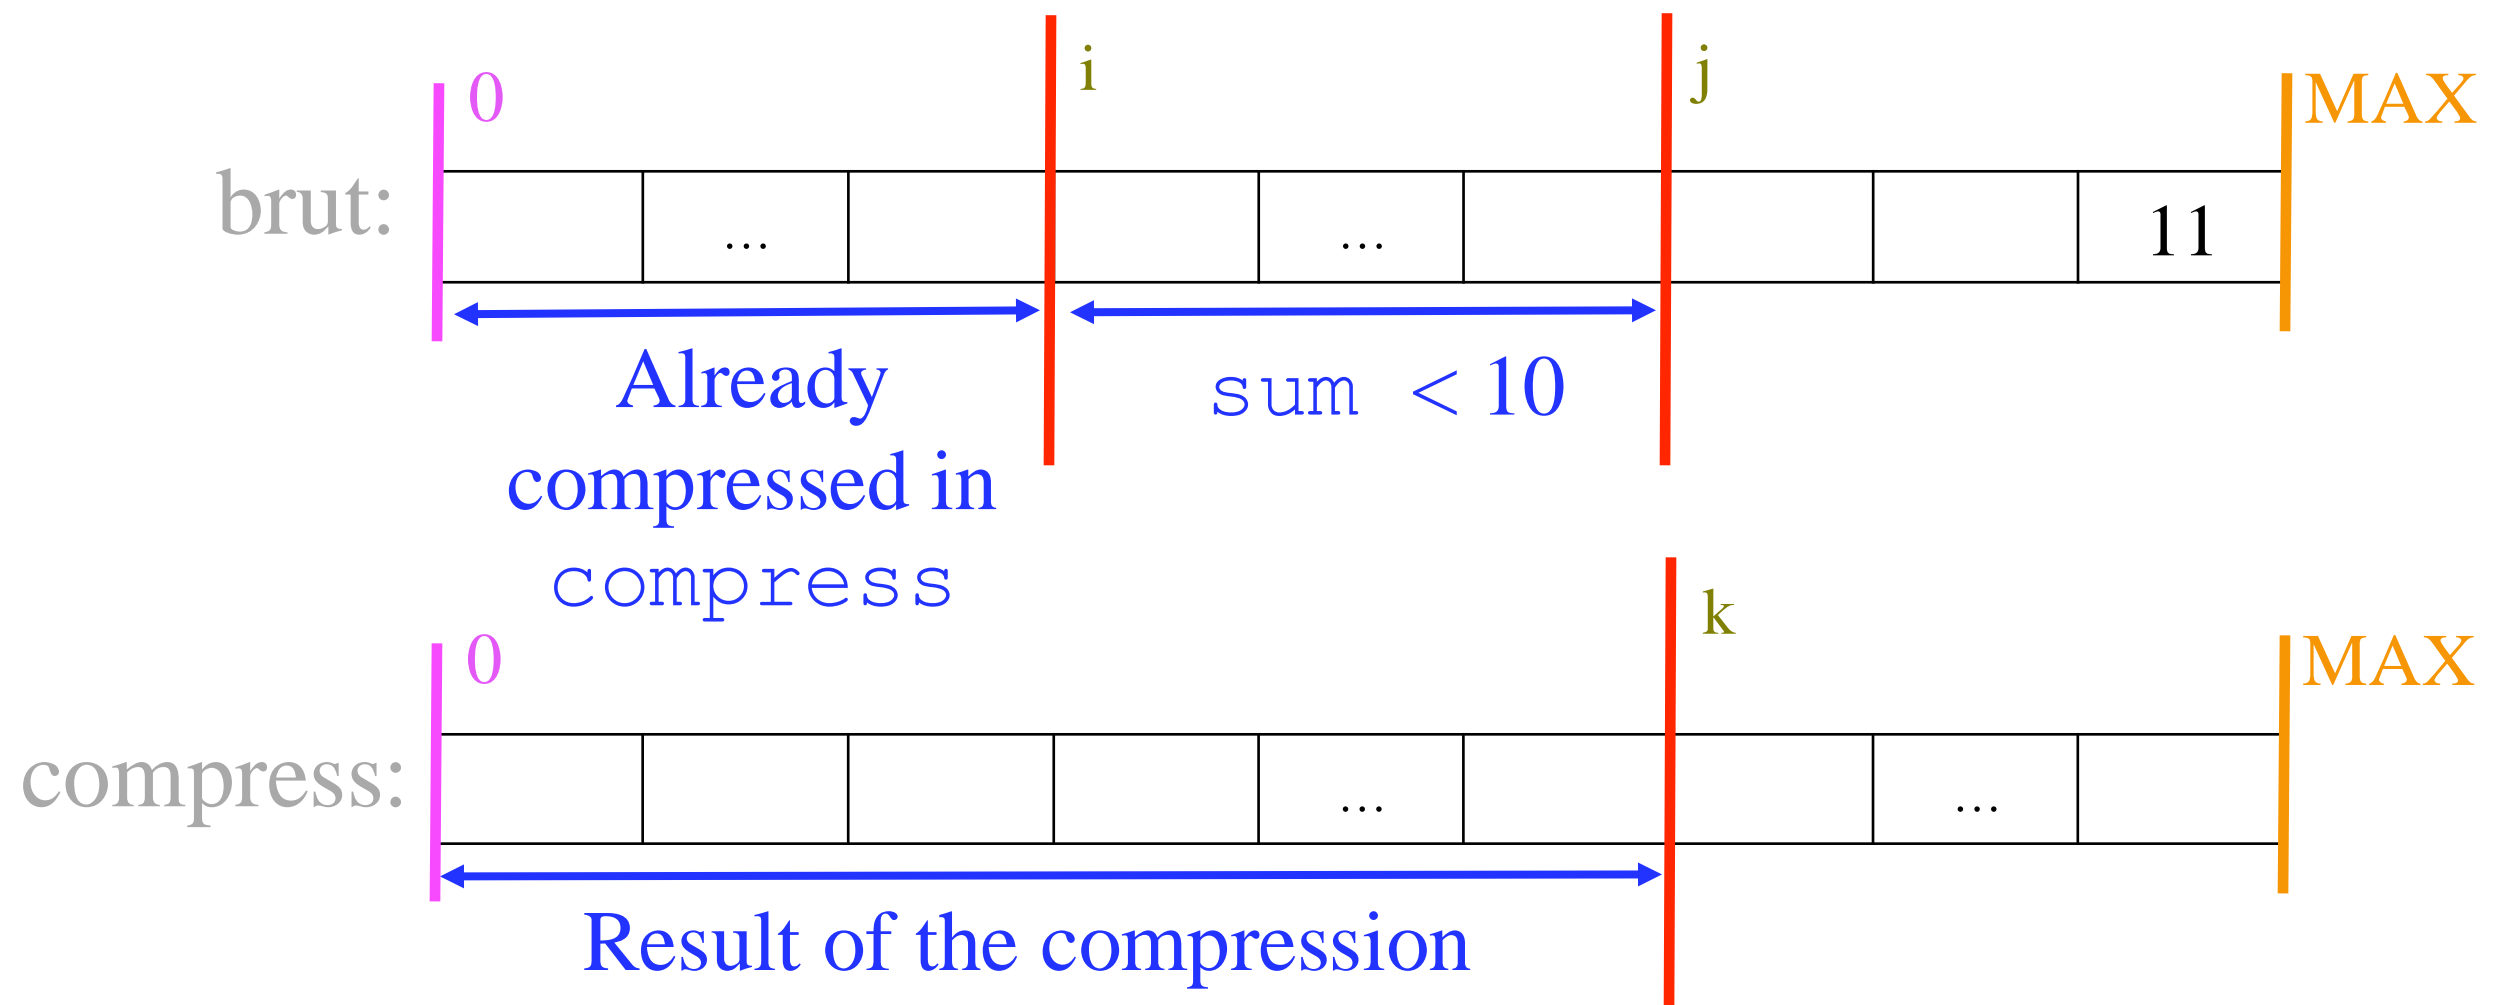 0 i j MAX
brut: ... ... 11
Already sum < 10
compressed in
compress
0 k MAX
compress: ... ...
Result of the compression